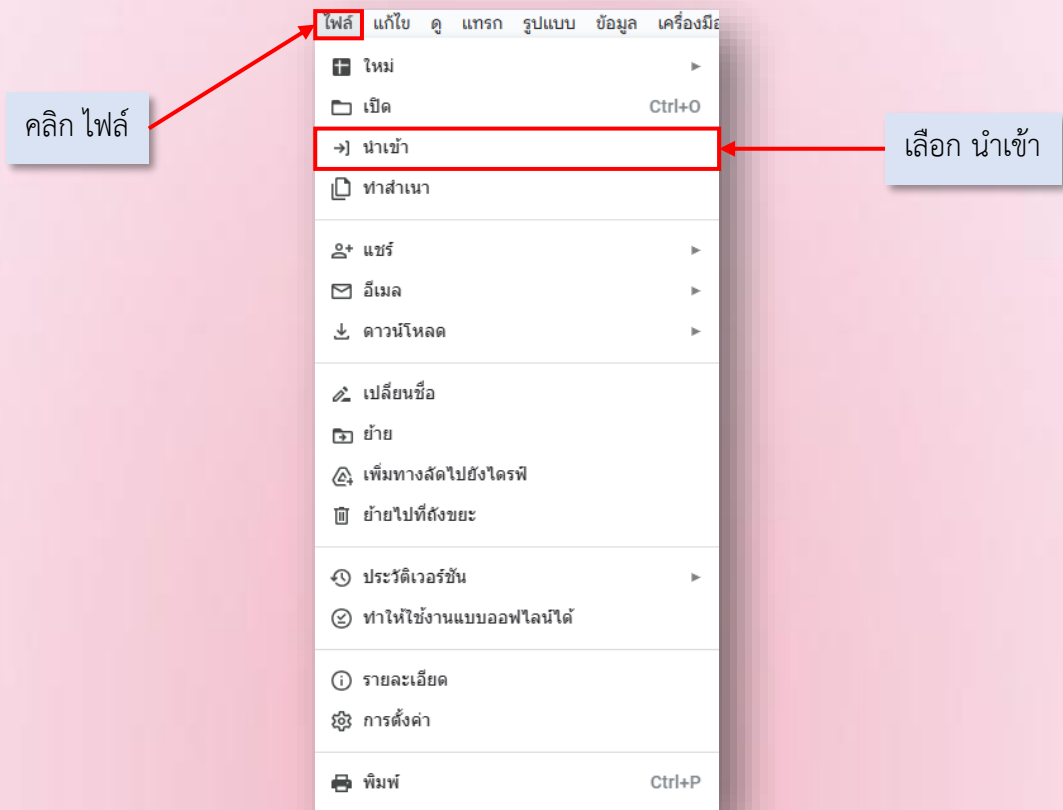 ไฟล์ แก้ไข ดู แทรก รูปแบบ ข้อมูล
ใหม่
เปิด Ctrl+O
คลิก ไฟล์
นำเข้า
เลือก นำเข้า
ทำสำเนา
แชร์
อีเมล
ดาวน์โหลด
เปลี่ยนชื่อ
ย้าย
เพิ่มทางลัดไปยังไดรฟ์
ย้ายไปที่ถังขยะ
ประวัติเวอร์ชัน
ทำให้ใช้งานแบบออฟไลน์ได้
รายละเอียด
การตั้งค่า
พิมพ์ Ctrl+P